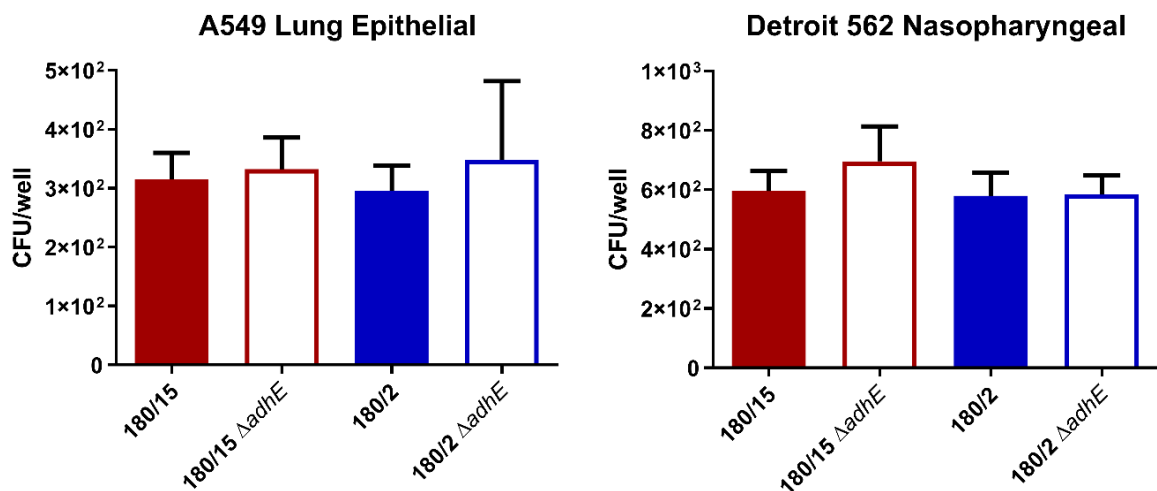 A549 Lung Epithelial
CFU/well
5×10²
4×10²
3×10²
2×10²
1×10²
0
180/15
180/15 ΔadhE
180/2
180/2 ΔadhE
Detroit 562 Nasopharyngeal
CFU/well
1×10³
8×10²
6×10²
4×10²
2×10²
0
180/15
180/15 ΔadhE
180/2
180/2 ΔadhE